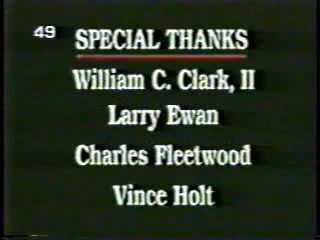 49
SPECIAL THANKS
William C. Clark, II
Larry Ewan
Charles Fleetwood
Vince Holt